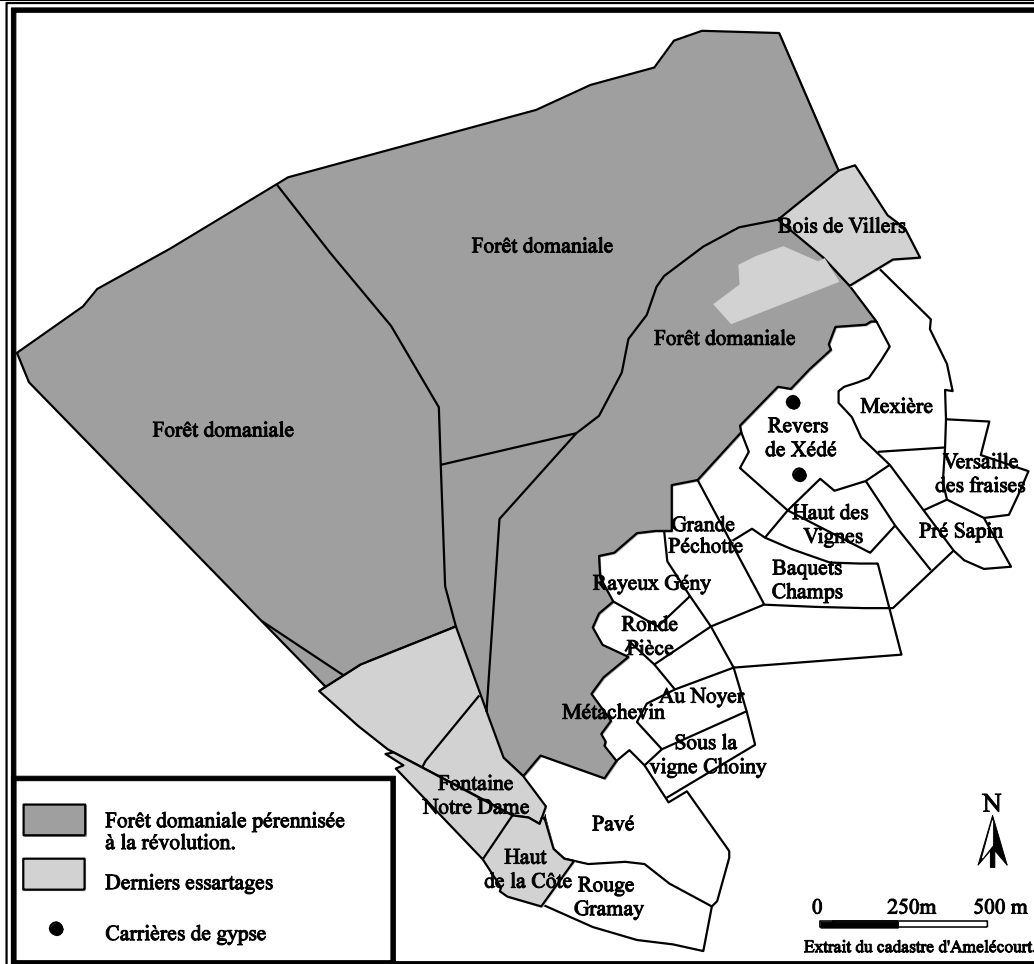 Bois de Villers
Forêt domaniale
Forêt domaniale
Forêt domaniale
Mexière
Revers
de Xédé
Versaille
des fraises
Haut des
Vignes
Grande
Péchotte
Pré Sapin
Baquets
Champs
Rayeux Gény
Ronde
Pièce
Au Noyer
Métachevin
Sous la
vigne Choiny
Fontaine
Notre Dame
Pavé
Haut
de la Côte
Rouge
Gramay
Forêt domaniale pérennisée
à la révolution.
Derniers essartages
Carrières de gypse
N
0 250m 500 m
Extrait du cadastre d'Amelécourt.